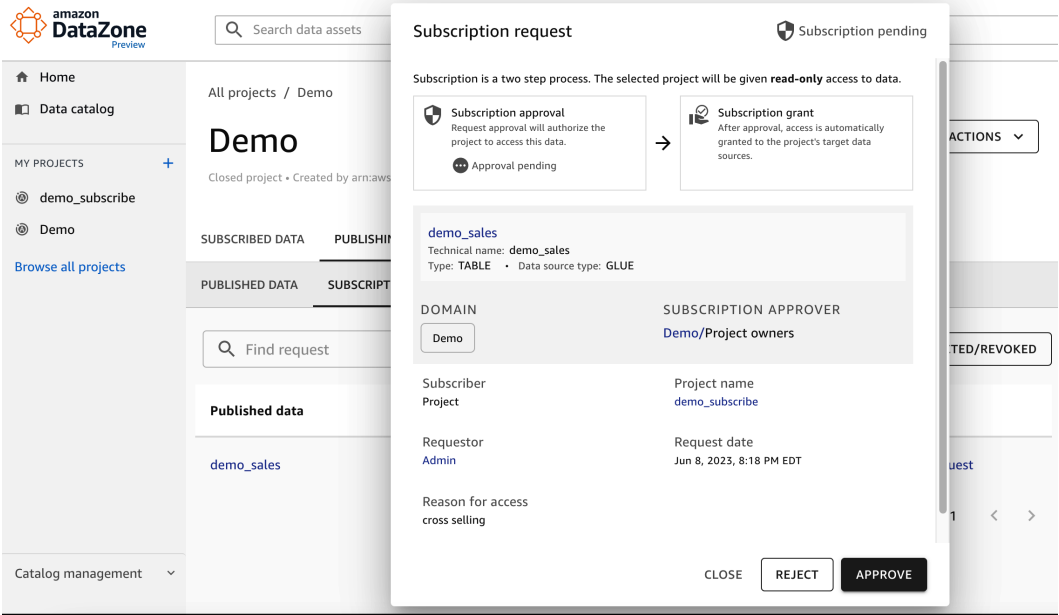 amazon
DataZone
Preview
Search data assets
Home
Data catalog
MY PROJECTS +
demo_subscribe
Demo
Browse all projects
Catalog management
All projects / Demo
Demo
Closed project • Created by arn:aws
SUBSCRIBED DATA
PUBLISHIN
PUBLISHED DATA
SUBSCRIPT
Find request
Published data
demo_sales
Subscription request
Subscription pending
Subscription is a two step process. The selected project will be given read-only access to data.
Subscription approval
Request approval will authorize the
project to access this data.
Approval pending
Subscription grant
After approval, access is automatically
granted to the project's target data
sources.
demo_sales
Technical name: demo_sales
Type: TABLE • Data source type: GLUE
DOMAIN
Demo
SUBSCRIPTION APPROVER
Demo/Project owners
Subscriber
Project
Project name
demo_subscribe
Requestor
Admin
Request date
Jun 8, 2023, 8:18 PM EDT
Reason for access
cross selling
CLOSE
REJECT
APPROVE
ACTIONS
TED/REVOKED
uest
1